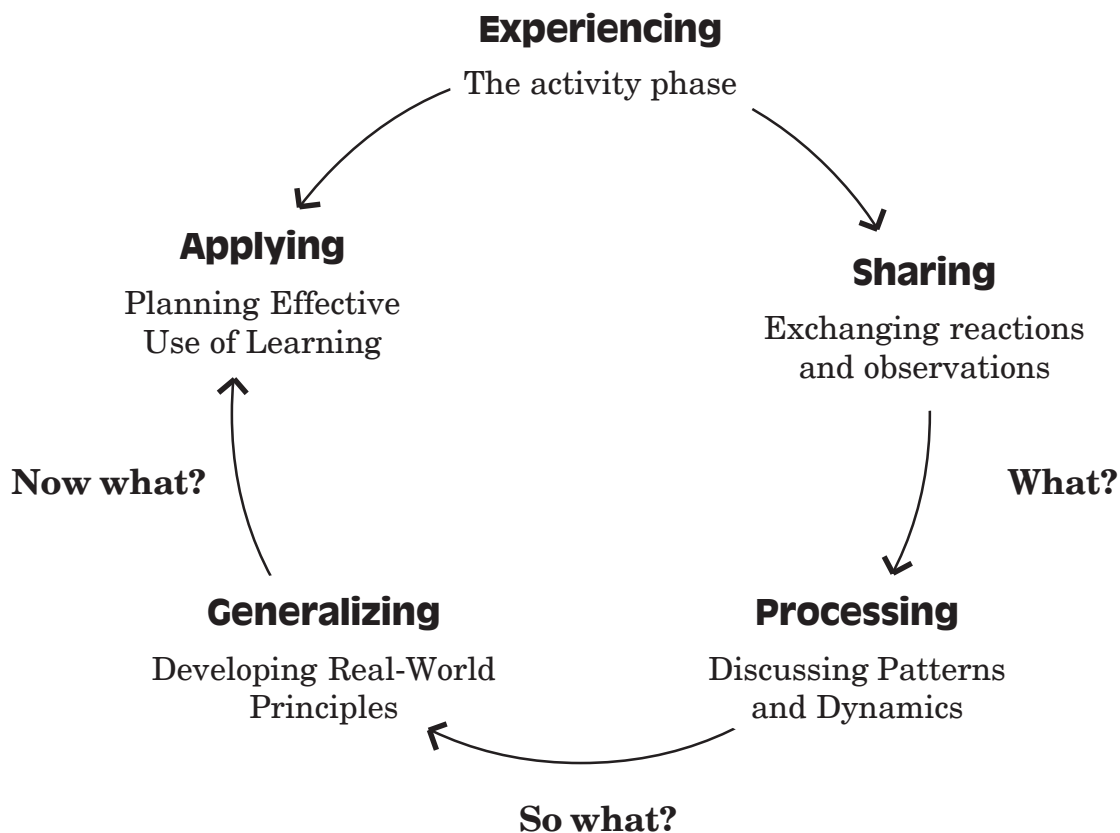 Experiencing
The activity phase
Sharing
Exchanging reactions
and observations
What?
Processing
Discussing Patterns
and Dynamics
So what?
Generalizing
Developing Real-World
Principles
Now what?
Applying
Planning Effective
Use of Learning